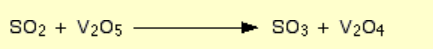 SO₂ + V₂O₅ ⟶ SO₃ + V₂O₄